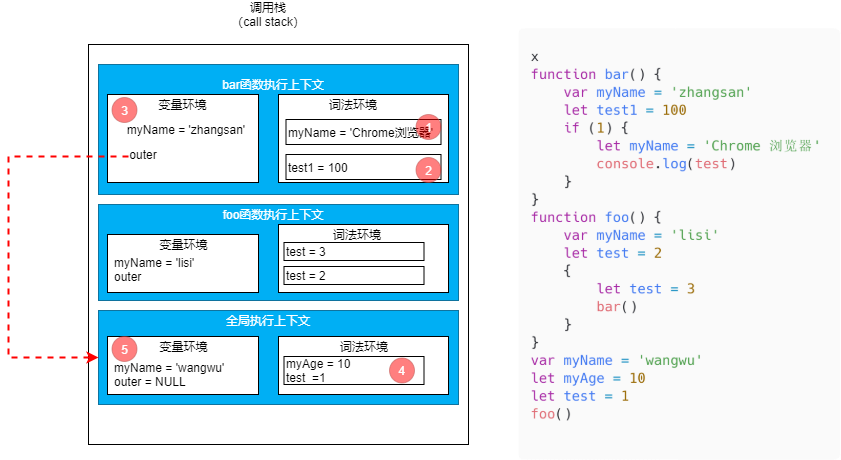 调用栈
(call stack)
bar函数执行上下文
变量环境
3
myName = 'zhangsan'
outer
词法环境
myName = 'Chrome浏览器'
1
test1 = 100
2
foo函数执行上下文
变量环境
myName = 'lisi'
outer
词法环境
test = 3
test = 2
全局执行上下文
变量环境
5
myName = 'wangwu'
outer = NULL
词法环境
myAge = 10
test =1
4
x
function bar() {
    var myName = 'zhangsan'
    let test1 = 100
    if (1) {
        let myName = 'Chrome 浏览器'
        console.log(test)
    }
}
function foo() {
    var myName = 'lisi'
    let test = 2
    {
        let test = 3
        bar()
    }
}
var myName = 'wangwu'
let myAge = 10
let test = 1
foo()